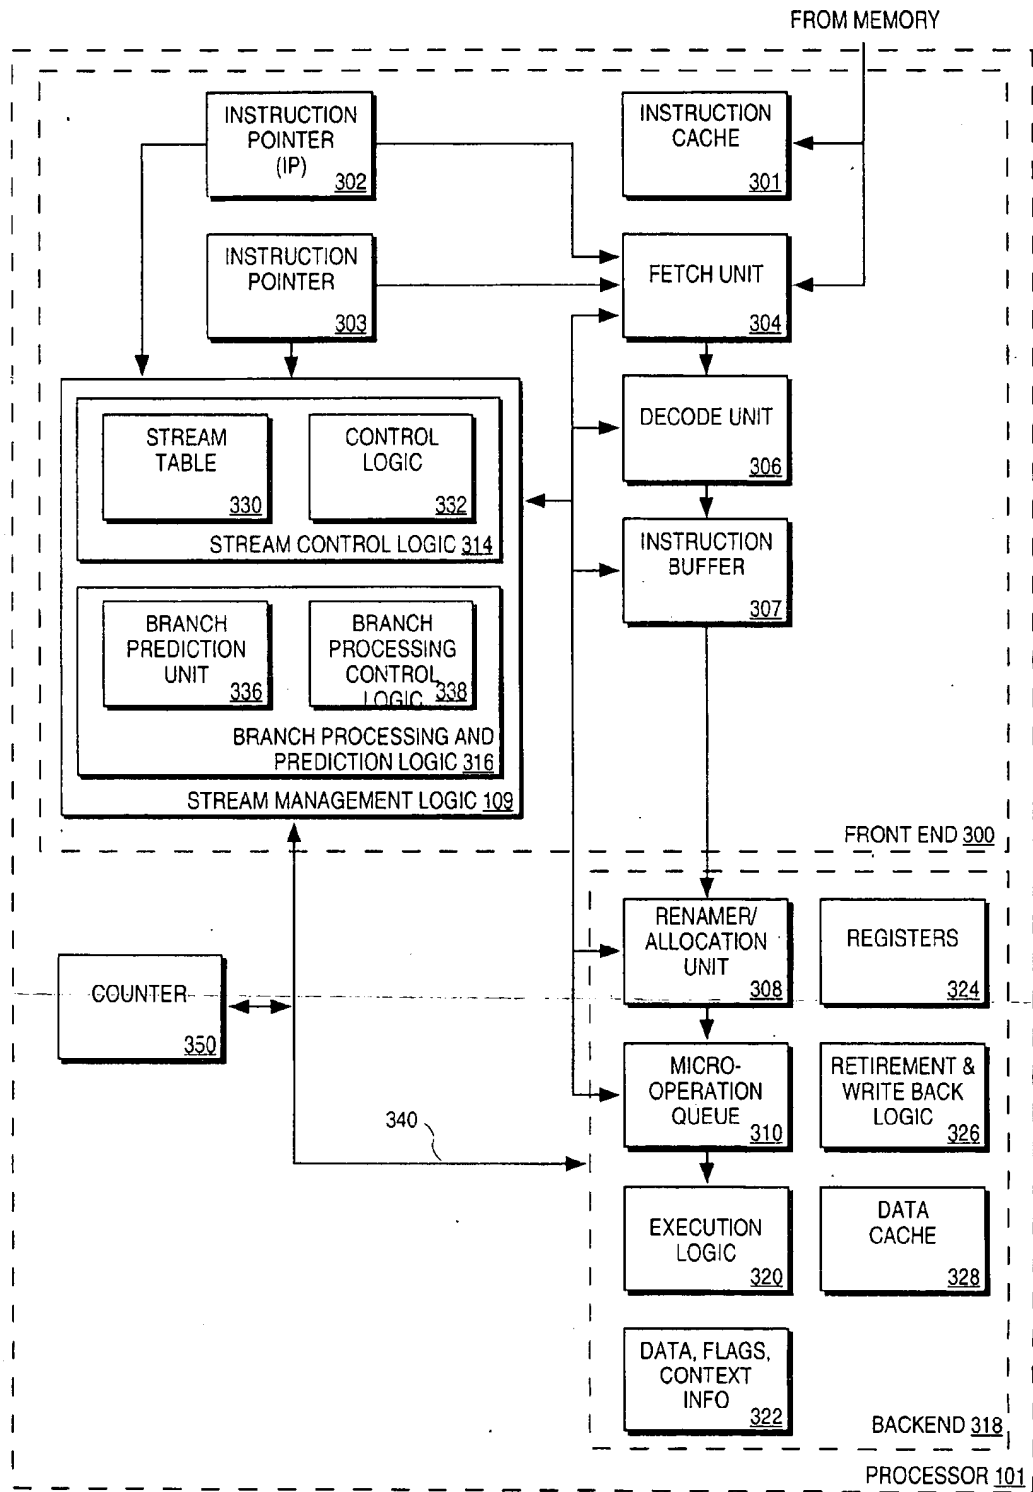 FROM MEMORY
INSTRUCTION
POINTER
(IP)
302
INSTRUCTION
CACHE
301
INSTRUCTION
POINTER
303
FETCH UNIT
304
STREAM
TABLE
330
CONTROL
LOGIC
332
STREAM CONTROL LOGIC 314
DECODE UNIT
306
INSTRUCTION
BUFFER
307
BRANCH
PREDICTION
UNIT
336
BRANCH
PROCESSING
CONTROL
LOGIC
338
BRANCH PROCESSING AND
PREDICTION LOGIC 316
STREAM MANAGEMENT LOGIC 109
FRONT END 300
RENAMER/
ALLOCATION
UNIT
308
REGISTERS
324
COUNTER
350
MICRO-
OPERATION
QUEUE
310
RETIREMENT &
WRITE BACK
LOGIC
326
340
EXECUTION
LOGIC
320
DATA
CACHE
328
DATA, FLAGS,
CONTEXT
INFO
322
BACKEND 318
PROCESSOR 101